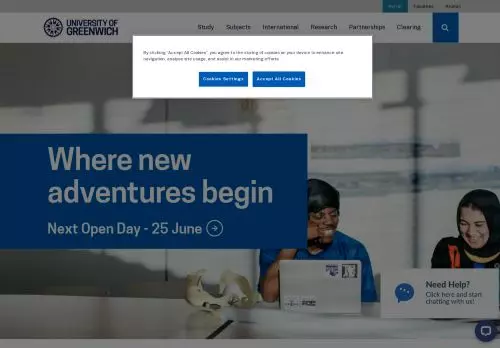 UNIVERSITY OF
GREENWICH
Study
Subjects
International
Research
Partnerships
Clearing
By clicking "Accept All Cookies", you agree to the storing of cookies on your device to enhance site
navigation, analyze site usage, and assist in our marketing efforts.
Cookies Settings
Accept All Cookies
Where new
adventures begin
Next Open Day - 25 June
Need Help?
Click here and start
chatting with us!